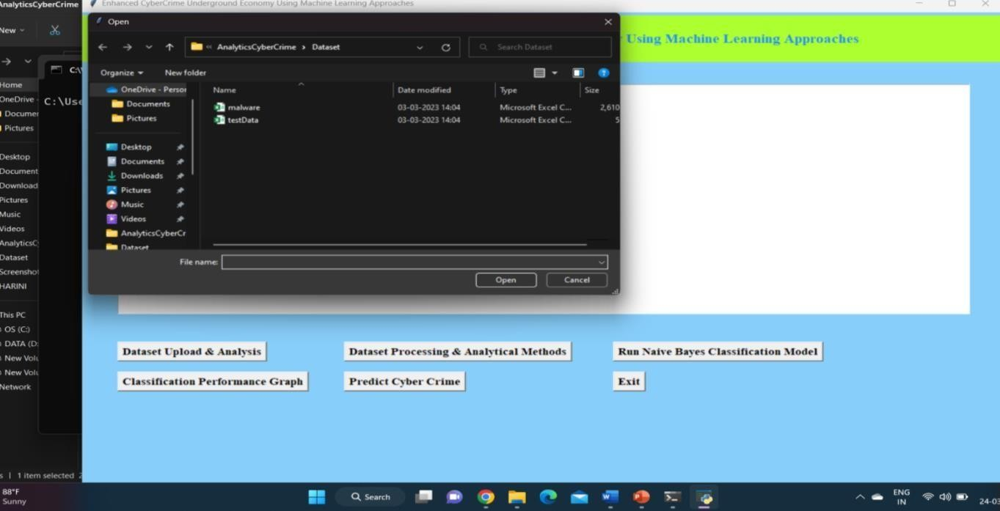 AnalyticsCyberCrime
Enhanced CyberCrime Underground Economy Using Machine Learning Approaches
New
Open
Using Machine Learning Approaches
AnalyticsCyberCrime > Dataset
Search Dataset
C:\
Organize
New folder
Home
OneDrive - Person
Name
Date modified
Type
Size
OneDrive -
C:\Use
Documents
malware
03-03-2023 14:04
Microsoft Excel C...
2,610
Documen
Pictures
testData
03-03-2023 14:04
Microsoft Excel C...
5
Pictures
Desktop
Desktop
Documents
Document
Downloads
Download
Pictures
Pictures
Music
Music
Videos
Videos
AnalyticsCyberCr
AnalyticsC
Dataset
Dataset
File name:
Screenshot
Open
Cancel
HARINI
This PC
OS (C:)
DATA (D:
New Volu
New Volu
Network
Dataset Upload & Analysis
Dataset Processing & Analytical Methods
Run Naive Bayes Classification Model
Classification Performance Graph
Predict Cyber Crime
Exit
s | 1 item selected 2
88°F
Sunny
Search
ENG
IN
24-03